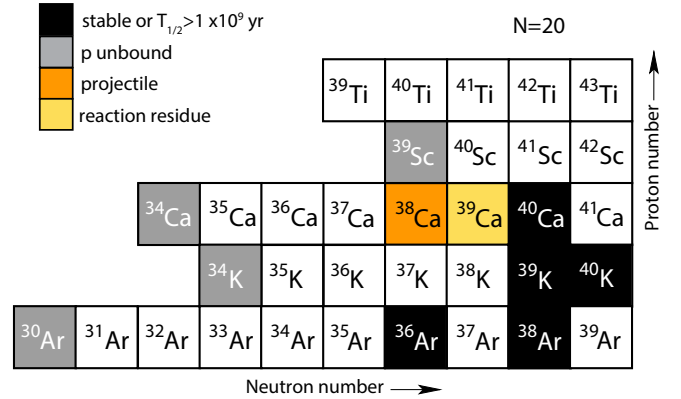 stable or T₁/₂>1 x10⁹ yr
N=20
p unbound
projectile
reaction residue
³⁹Ti ⁴⁰Ti ⁴¹Ti ⁴²Ti ⁴³Ti
³⁹Sc ⁴⁰Sc ⁴¹Sc ⁴²Sc
³⁴Ca ³⁵Ca ³⁶Ca ³⁷Ca ³⁸Ca ³⁹Ca ⁴⁰Ca ⁴¹Ca
³⁴K ³⁵K ³⁶K ³⁷K ³⁸K ³⁹K ⁴⁰K
³⁰Ar ³¹Ar ³²Ar ³³Ar ³⁴Ar ³⁵Ar ³⁶Ar ³⁷Ar ³⁸Ar ³⁹Ar
Proton number
Neutron number